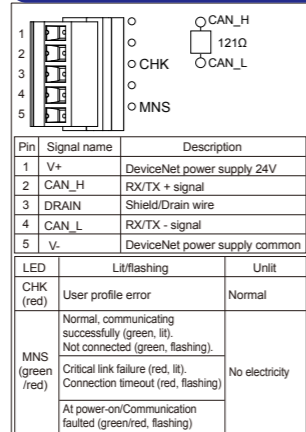 CAN_H
1
2
121Ω
3
CHK
CAN_L
4
5
MNS
Pin Signal name Description
1 V+ DeviceNet power supply 24V
2 CAN_H RX/TX + signal
3 DRAIN Shield/Drain wire
4 CAN_L RX/TX - signal
5 V- DeviceNet power supply common
LED Lit/flashing Unlit
CHK
(red)
User profile error Normal
MNS
(green
/red)
Normal, communicating
successfully (green, lit).
Not connected (green, flashing).
Critical link failure (red, lit).
Connection timeout (red, flashing)
At power-on/Communication
faulted (green/red, flashing)
No electricity